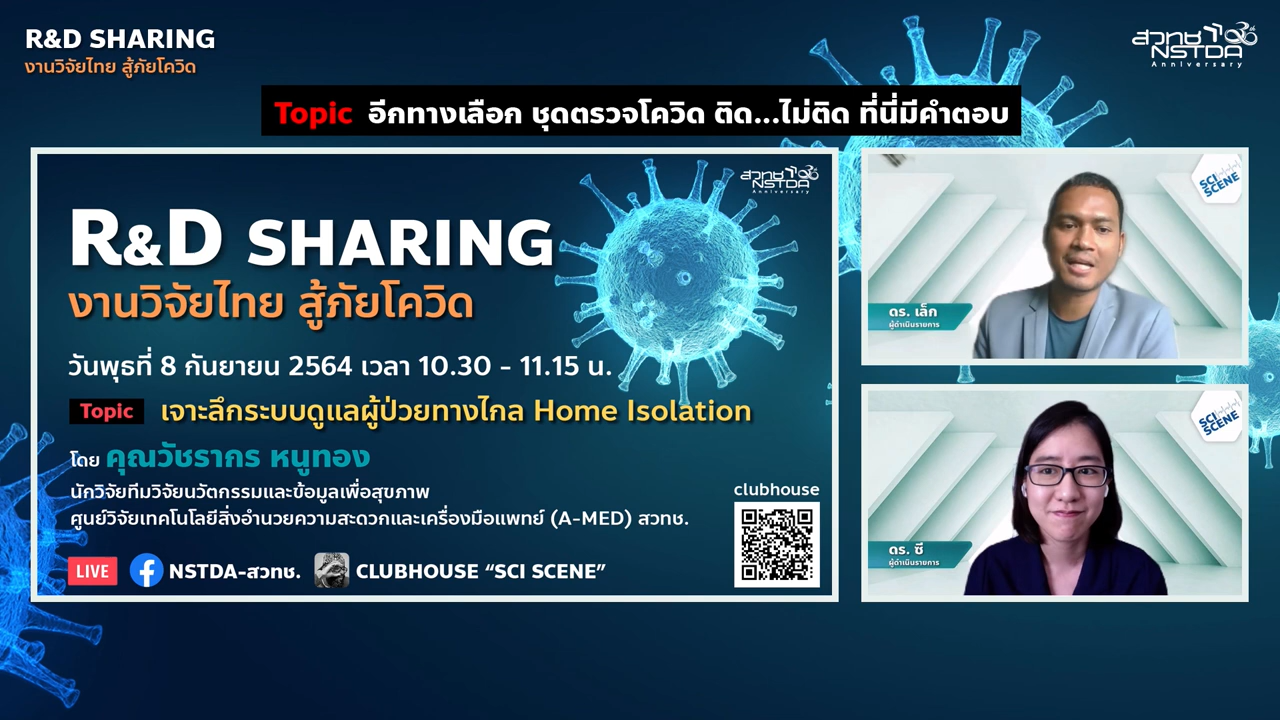 R&D SHARING
งานวิจัยไทย สู้ภัยโควิด
สวทช
NSTDA
Anniversary
Topic อีกทางเลือก ชุดตรวจโควิด ติด...ไม่ติด ที่นี่มีคำตอบ
สวทช
NSTDA
Anniversary
R&D SHARING
งานวิจัยไทย สู้ภัยโควิด
วันพุธที่ 8 กันยายน 2564 เวลา 10.30 - 11.15 น.
Topic เจาะลึกระบบดูแลผู้ป่วยทางไกล Home Isolation
โดย คุณวัชรากร หนูทอง
นักวิจัยทีมวิจัยนวัตกรรมและข้อมูลเพื่อสุขภาพ
ศูนย์วิจัยเทคโนโลยีสิ่งอำนวยความสะดวกและเครื่องมือแพทย์ (A-MED) สวทช.
clubhouse
LIVE NSTDA-สวทช. CLUBHOUSE “SCI SCENE”
SCI
SCENE
ดร. เล็ก
ผู้ดำเนินรายการ
SCI
SCENE
ดร. ซี
ผู้ดำเนินรายการ